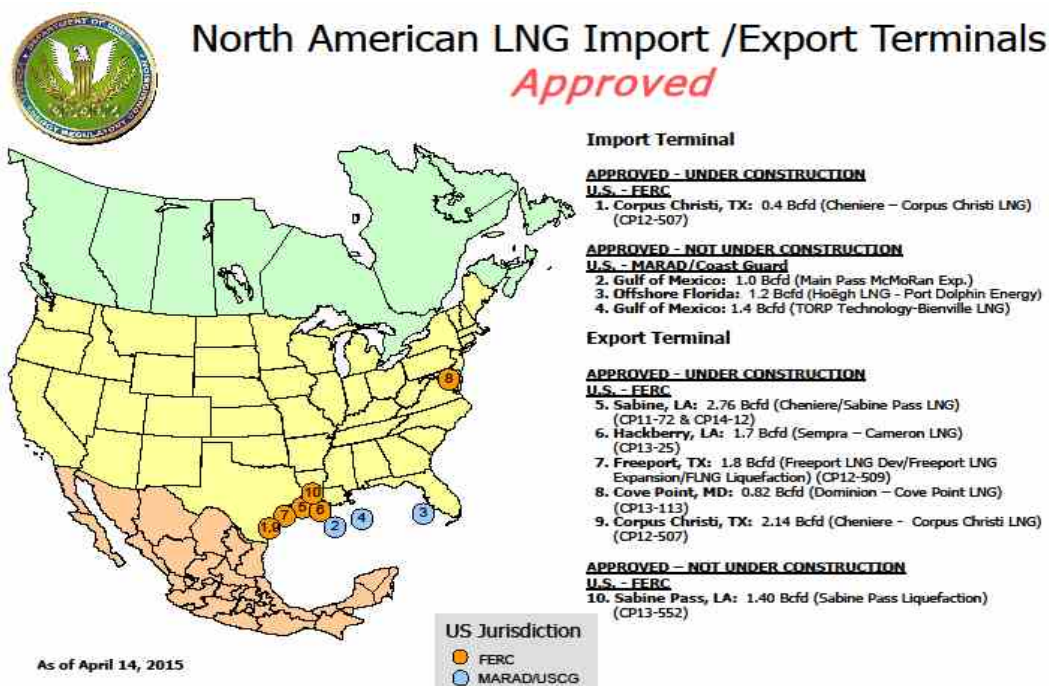 North American LNG Import /Export Terminals
Approved
Import Terminal
APPROVED - UNDER CONSTRUCTION
U.S. - FERC
1. Corpus Christi, TX: 0.4 Bcfd (Cheniere – Corpus Christi LNG)
(CP12-507)
APPROVED - NOT UNDER CONSTRUCTION
U.S. - MARAD/Coast Guard
2. Gulf of Mexico: 1.0 Bcfd (Main Pass McMoRan Exp.)
3. Offshore Florida: 1.2 Bcfd (Hoëgh LNG - Port Dolphin Energy)
4. Gulf of Mexico: 1.4 Bcfd (TORP Technology-Bienville LNG)
Export Terminal
APPROVED - UNDER CONSTRUCTION
U.S. - FERC
5. Sabine, LA: 2.76 Bcfd (Cheniere/Sabine Pass LNG)
(CP11-72 & CP14-12)
6. Hackberry, LA: 1.7 Bcfd (Sempra – Cameron LNG)
(CP13-25)
7. Freeport, TX: 1.8 Bcfd (Freeport LNG Dev/Freeport LNG
Expansion/FLNG Liquefaction) (CP12-509)
8. Cove Point, MD: 0.82 Bcfd (Dominion – Cove Point LNG)
(CP13-113)
9. Corpus Christi, TX: 2.14 Bcfd (Cheniere - Corpus Christi LNG)
(CP12-507)
APPROVED – NOT UNDER CONSTRUCTION
U.S. - FERC
10. Sabine Pass, LA: 1.40 Bcfd (Sabine Pass Liquefaction)
(CP13-552)
8
10
5
6
7
1,9
2
4
3
US Jurisdiction
FERC
MARAD/USCG
As of April 14, 2015